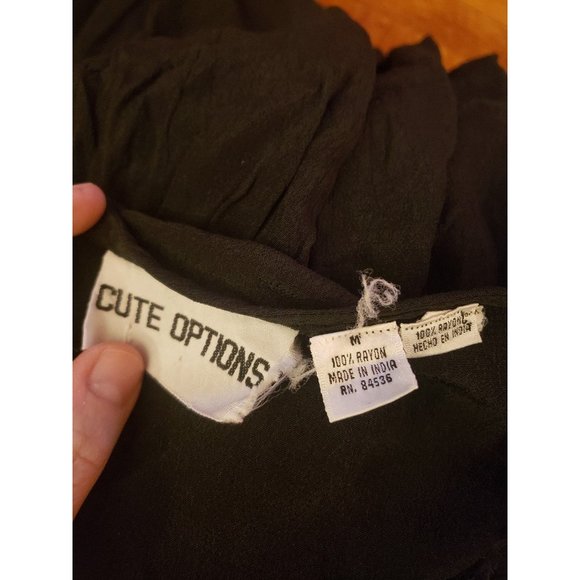 CUTE OPTIONS
M
100% RAYON
MADE IN INDIA
RN. 84536
100% RAYON
HECHO EN INDIA